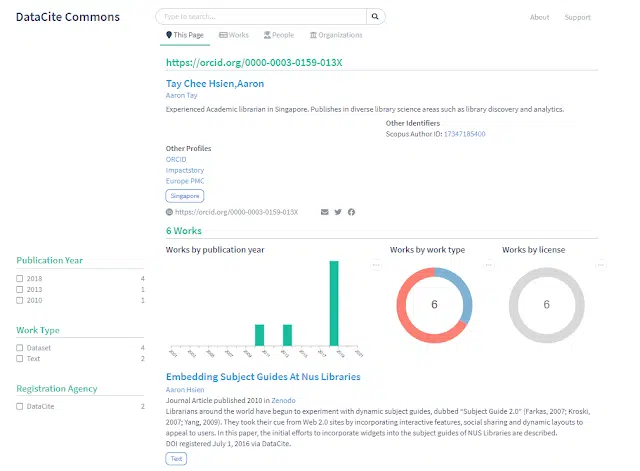 DataCite Commons
Type to search...
About
Support
This Page
Works
People
Organizations
https://orcid.org/0000-0003-0159-013X
Tay Chee Hsien,Aaron
Aaron Tay
Experienced Academic librarian in Singapore. Publishes in diverse library science areas such as library discovery and analytics.
Other Identifiers
Scopus Author ID: 17347185400
Other Profiles
ORCID
Impactstory
Europe PMC
Singapore
https://orcid.org/0000-0003-0159-013X
6 Works
Publication Year
2018 4
2013 1
2010 1
Work Type
Dataset 4
Text 2
Registration Agency
DataCite 2
Works by publication year
Works by work type
6
Works by license
6
Embedding Subject Guides At Nus Libraries
Aaron Hsien
Journal Article published 2010 in Zenodo
Librarians around the world have begun to experiment with dynamic subject guides, dubbed "Subject Guide 2.0" (Farkas, 2007; Kroski,
2007; Yang, 2009). They took their cue from Web 2.0 sites by incorporating interactive features, social sharing and dynamic layouts to
appeal to users. In this paper, the initial efforts to incorporate widgets into the subject guides of NUS Libraries are described.
DOI registered July 1, 2016 via DataCite.
Text